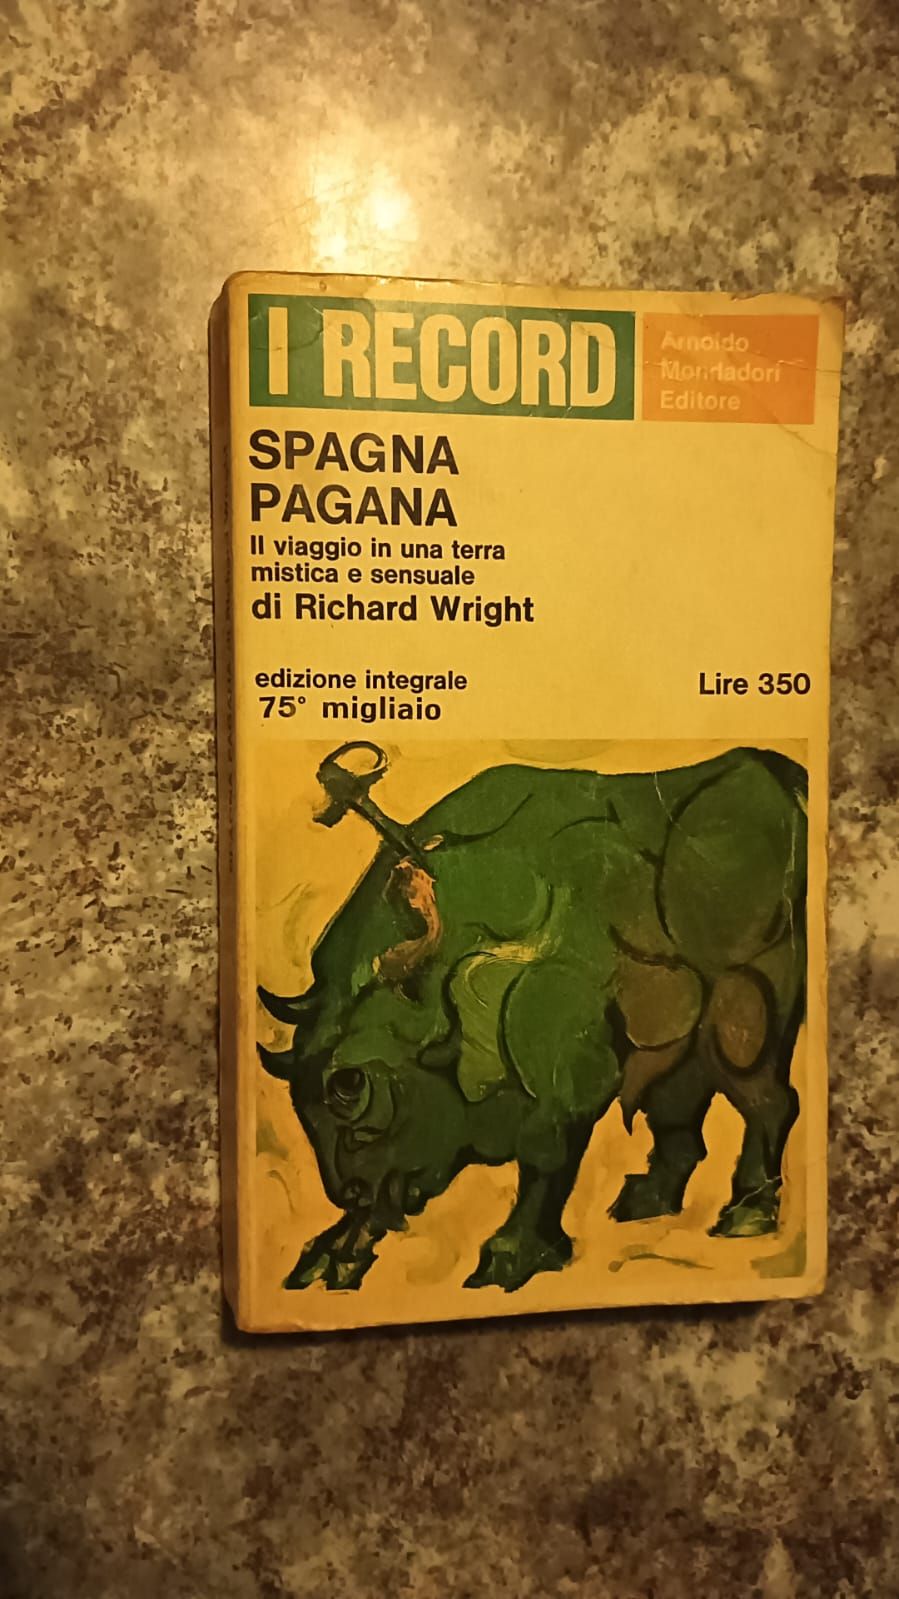 I RECORD
Arnoldo
Mondadori
Editore
SPAGNA
PAGANA
Il viaggio in una terra
mistica e sensuale
di Richard Wright
edizione integrale
75° migliaio
Lire 350